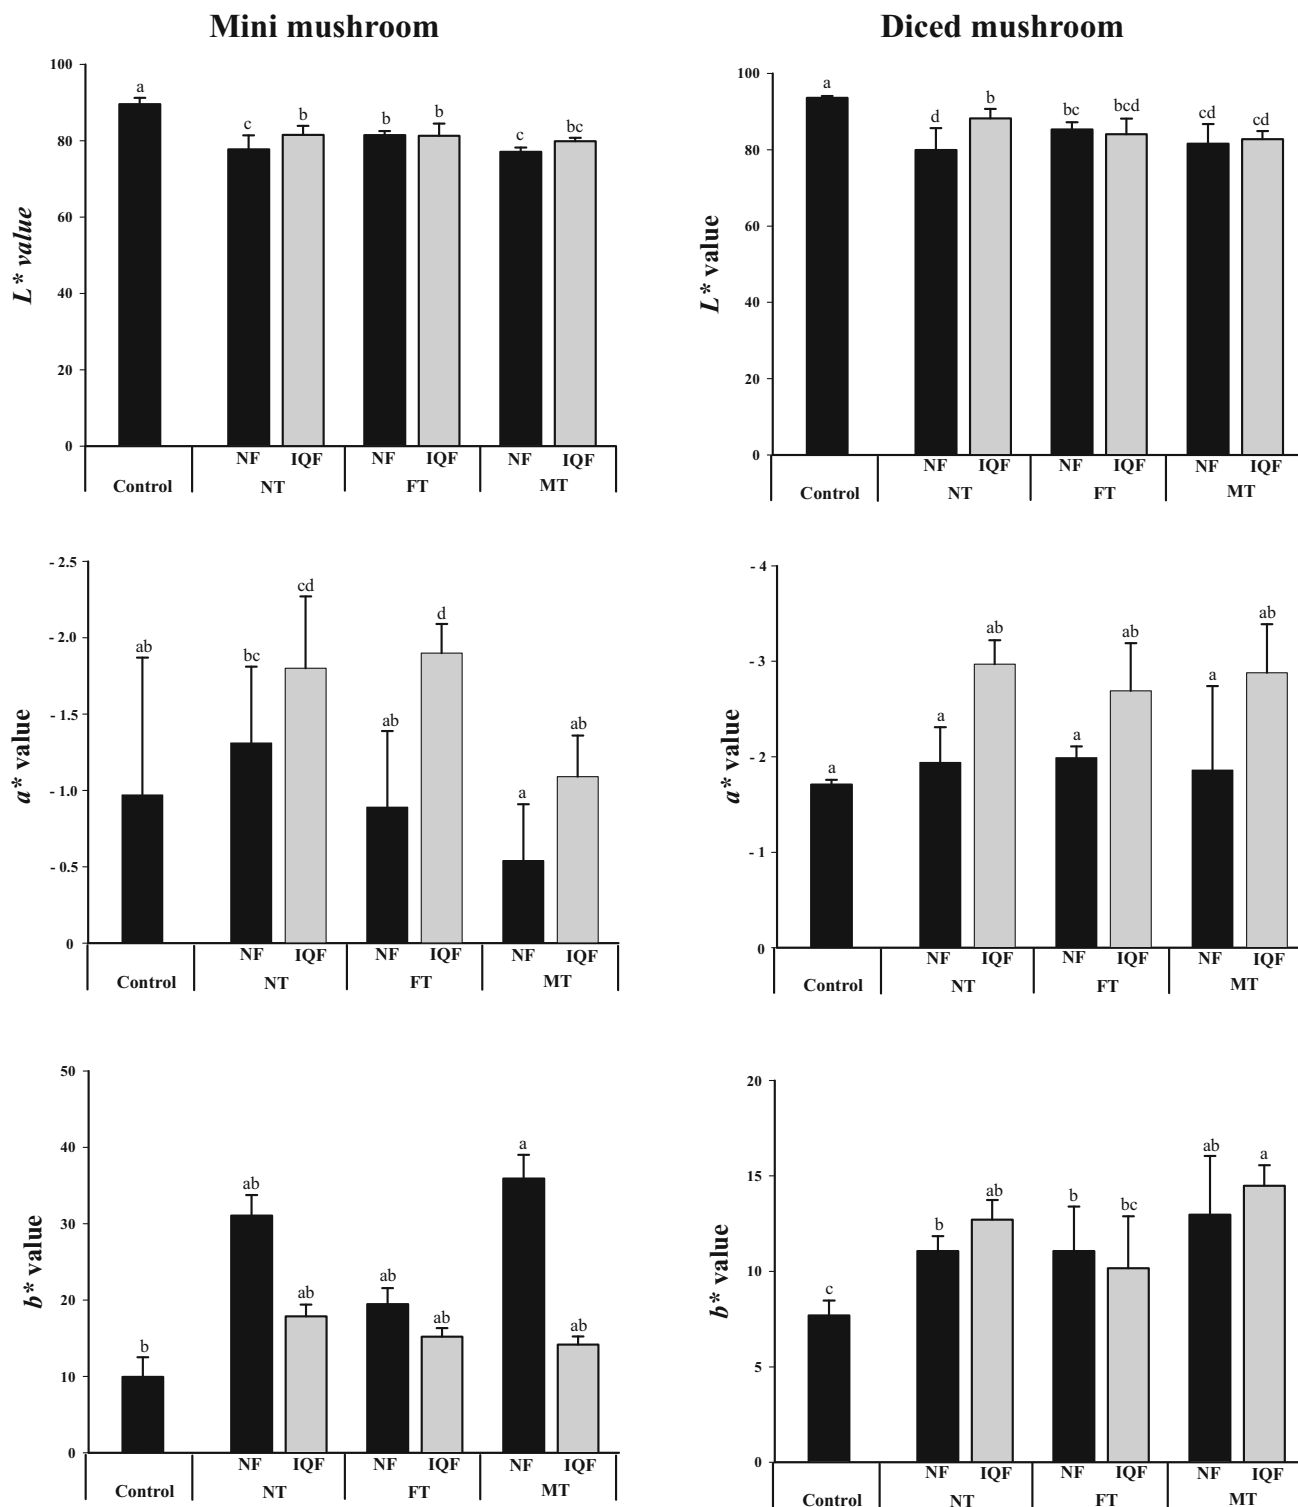 Mini mushroom
Diced mushroom
L* value
100
80
60
40
20
0
a
c
b
b
b
c
bc
NF
IQF
NF
IQF
NF
IQF
Control
NT
FT
MT
L* value
100
80
60
40
20
0
a
d
b
bc
bcd
cd
cd
NF
IQF
NF
IQF
NF
IQF
Control
NT
FT
MT
a* value
- 2.5
- 2.0
- 1.5
- 1.0
- 0.5
0
ab
bc
cd
ab
d
a
ab
NF
IQF
NF
IQF
NF
IQF
Control
NT
FT
MT
a* value
- 4
- 3
- 2
- 1
0
a
a
ab
a
ab
a
ab
NF
IQF
NF
IQF
NF
IQF
Control
NT
FT
MT
b* value
50
40
30
20
10
0
b
ab
ab
ab
ab
a
ab
NF
IQF
NF
IQF
NF
IQF
Control
NT
FT
MT
b* value
20
15
10
5
0
c
b
ab
b
bc
ab
a
NF
IQF
NF
IQF
NF
IQF
Control
NT
FT
MT